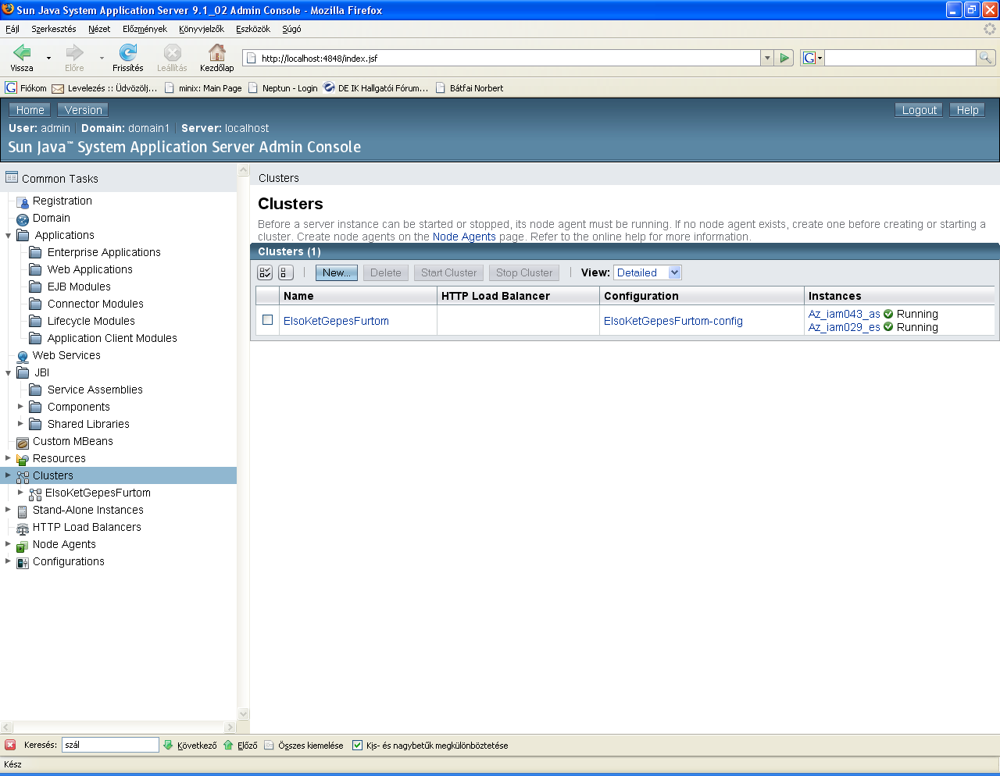 Sun Java System Application Server 9.1_02 Admin Console - Mozilla Firefox
Fájl Szerkesztés Nézet Előzmények Könyvjelzők Eszközök Súgó
Vissza Előre Frissítés Leállítás Kezdőlap http://localhost:4848/index.jsf G
G Fiókom Levelezés :: Üdvözölj... minix: Main Page Neptun - Login DE IK Hallgatói Fórum... Bátfai Norbert
Home Version Logout Help
User: admin Domain: domain1 Server: localhost
Sun Java™ System Application Server Admin Console
Common Tasks
Registration
Domain
Applications
Enterprise Applications
Web Applications
EJB Modules
Connector Modules
Lifecycle Modules
Application Client Modules
Web Services
JBI
Service Assemblies
Components
Shared Libraries
Custom MBeans
Resources
Clusters
ElsoKetGepesFurtom
Stand-Alone Instances
HTTP Load Balancers
Node Agents
Configurations
Clusters
Clusters
Before a server instance can be started or stopped, its node agent must be running. If no node agent exists, create one before creating or starting a
cluster. Create node agents on the Node Agents page. Refer to the online help for more information.
Clusters (1)
New... Delete Start Cluster Stop Cluster View: Detailed
Name HTTP Load Balancer Configuration Instances
ElsoKetGepesFurtom ElsoKetGepesFurtom-config Az_iam043_as Running
Az_iam029_es Running
Keresés: szál Következő Előző Összes kiemelése Kis- és nagybetűk megkülönböztetése
Kész